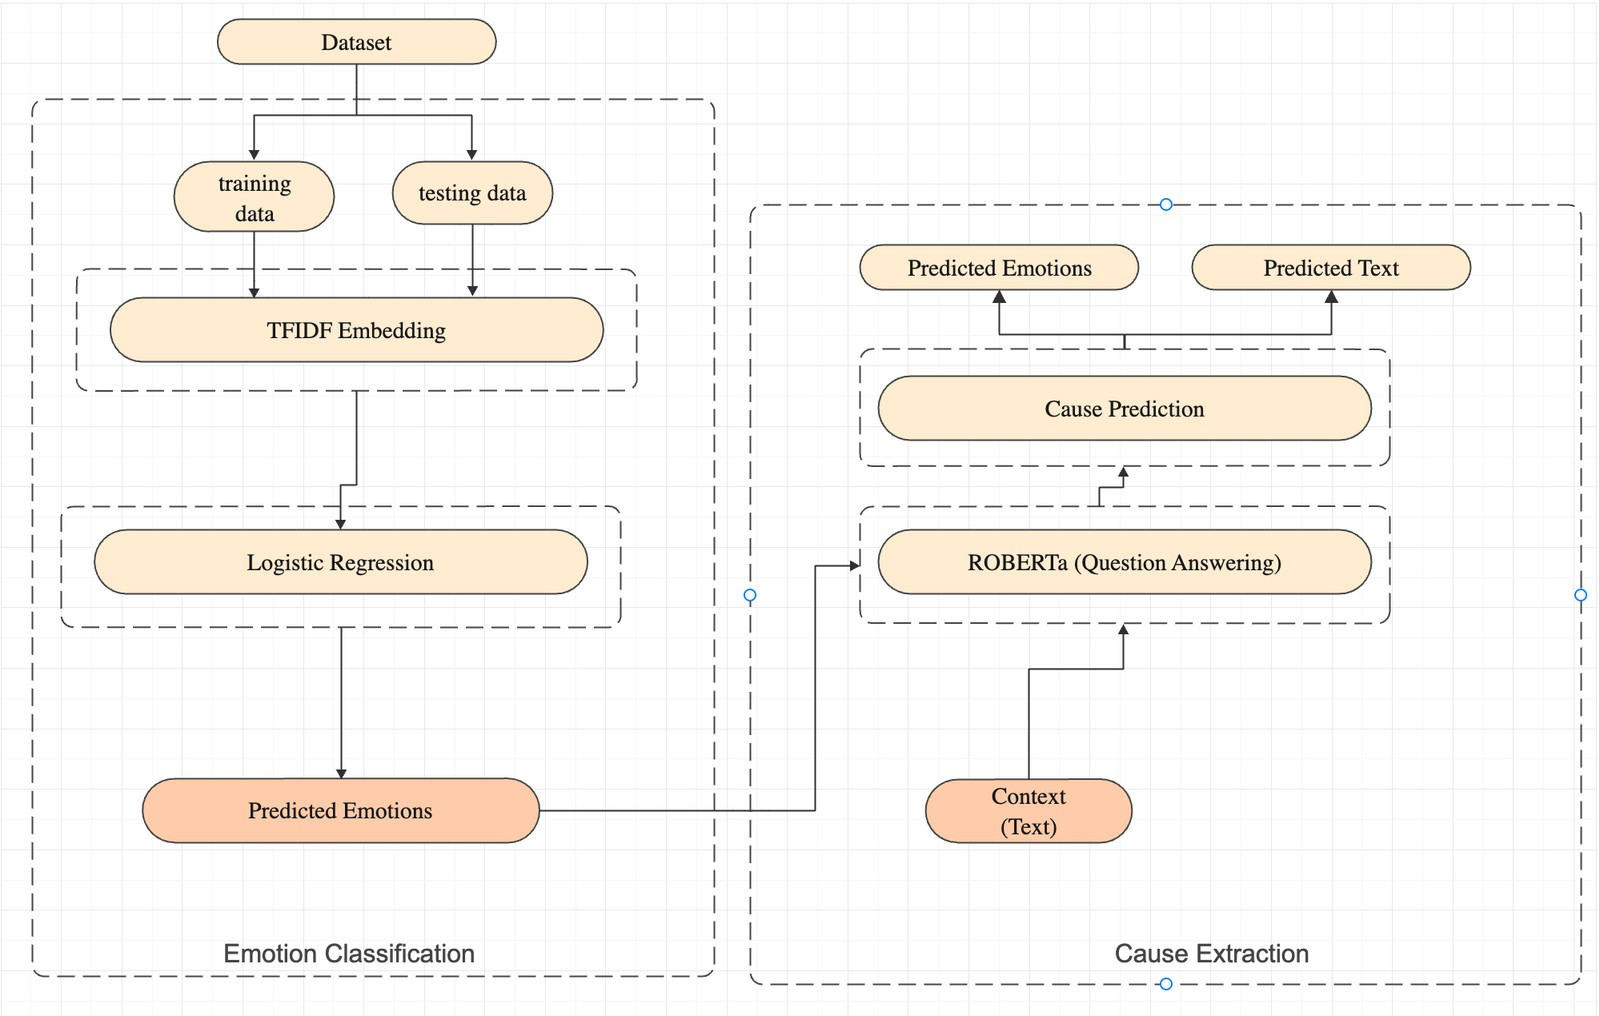 Dataset
training
data
testing data
TFIDF Embedding
Logistic Regression
Predicted Emotions
Emotion Classification
Predicted Emotions
Predicted Text
Cause Prediction
ROBERTa (Question Answering)
Context
(Text)
Cause Extraction